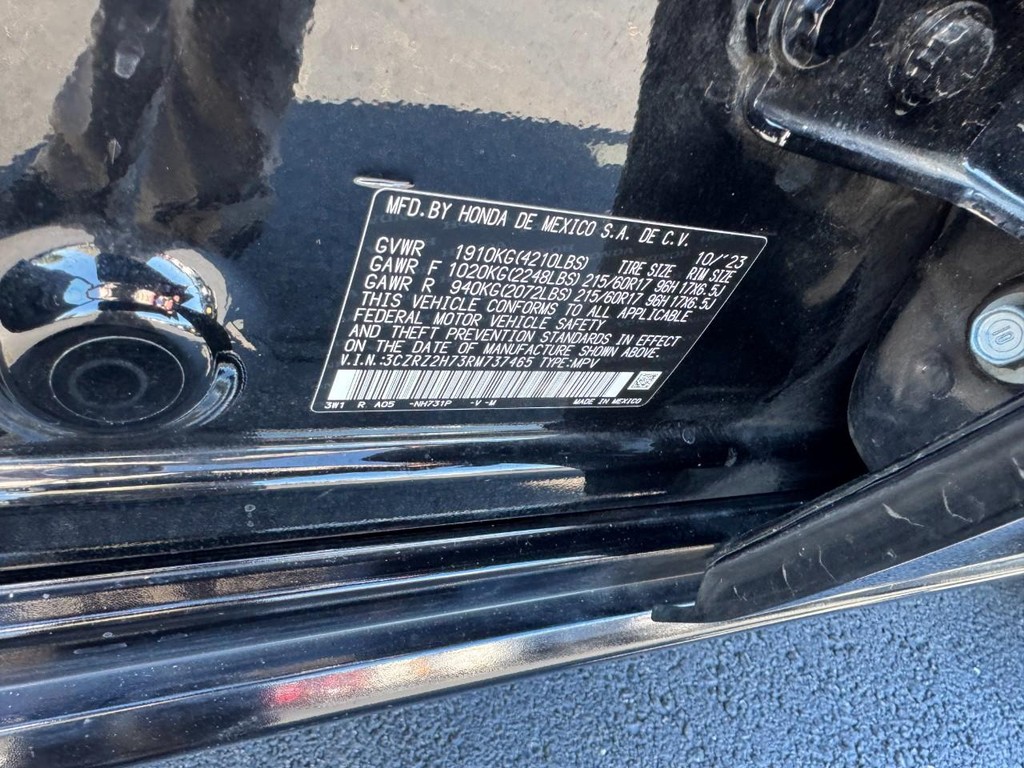 MFD. BY HONDA DE MEXICO S.A. DE C.V.
10/'23
GVWR 1910KG(4210LBS) TIRE SIZE RIM SIZE
GAWR F 1020KG(2248LBS) 215/60R17 96H 17X6.5J
GAWR R 940KG(2072LBS) 215/60R17 96H 17X6.5J
THIS VEHICLE CONFORMS TO ALL APPLICABLE
FEDERAL MOTOR VEHICLE SAFETY
AND THEFT PREVENTION STANDARDS IN EFFECT
ON THE DATE OF MANUFACTURE SHOWN ABOVE.
V.I.N.:3CZRZ2H73RM737465 TYPE:MPV
3W1 R A05 -NH731P -V -M MADE IN MEXICO